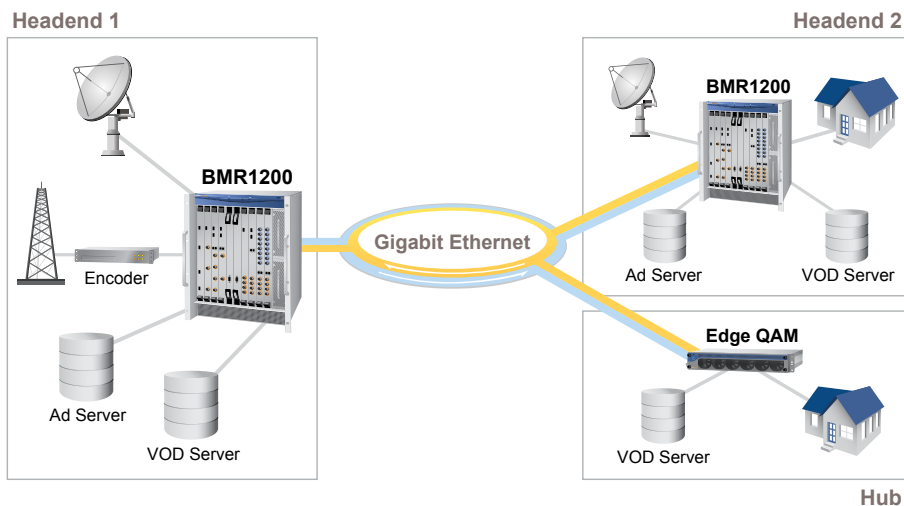 Headend 1
Headend 2
BMR1200
BMR1200
Gigabit Ethernet
Encoder
Ad Server
VOD Server
Ad Server
VOD Server
Edge QAM
VOD Server
Hub